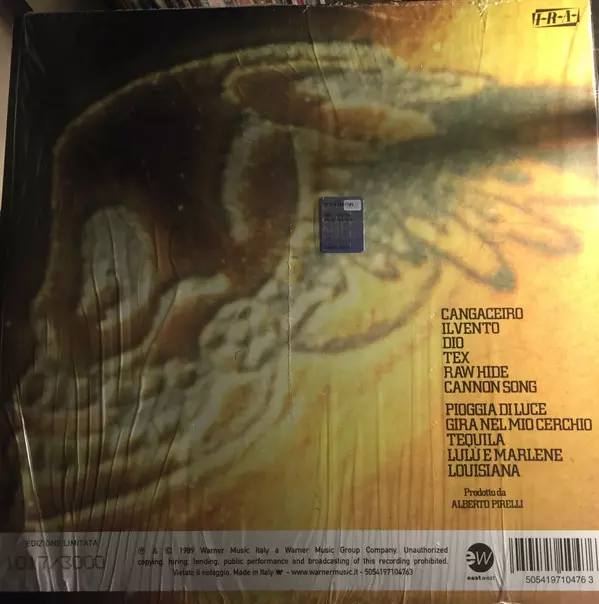 I-R-A-
CANGACEIRO
IL VENTO
DIO
TEX
RAW HIDE
CANNON SONG
PIOGGIA DI LUCE
GIRA NEL MIO CERCHIO
TEQUILA
LULÙ E MARLENE
LOUISIANA
Prodotto da
ALBERTO PIRELLI
EDIZIONE LIMITATA
1017/3000
℗ & © 1989 Warner Music Italy a Warner Music Group Company. Unauthorized
copying, hiring, lending, public performance and broadcasting of this recording prohibited.
Vietato il noleggio. Made in Italy - www.warnermusic.it - 5054197104763
ew
eastwest
505419710476 3